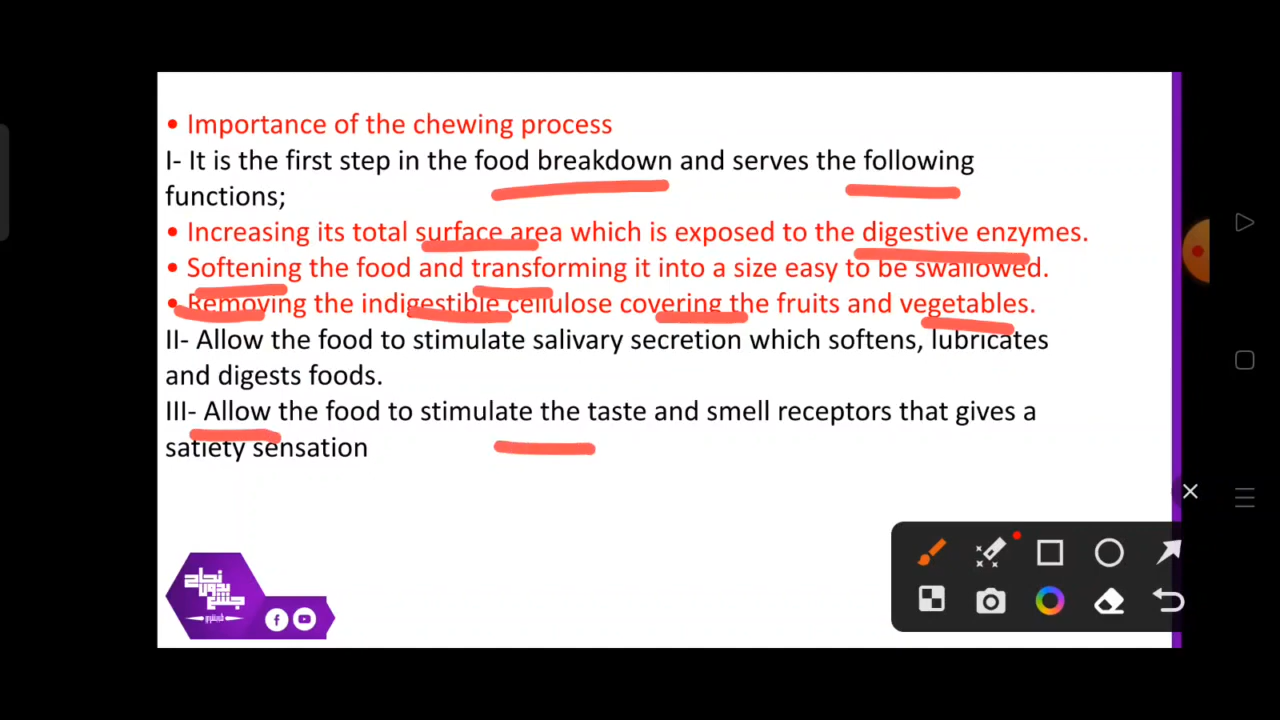 • Importance of the chewing process
I- It is the first step in the food breakdown and serves the following
functions;
• Increasing its total surface area which is exposed to the digestive enzymes.
• Softening the food and transforming it into a size easy to be swallowed.
• Removing the indigestible cellulose covering the fruits and vegetables.
II- Allow the food to stimulate salivary secretion which softens, lubricates
and digests foods.
III- Allow the food to stimulate the taste and smell receptors that gives a
satiety sensation
نجاح
بدون
جشع